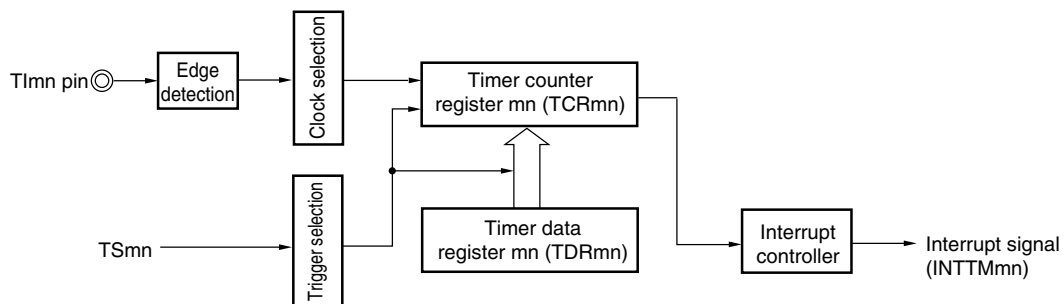 TImn pin
Edge
detection
Clock selection
Timer counter
register mn (TCRmn)
TSmn
Trigger selection
Timer data
register mn (TDRmn)
Interrupt
controller
Interrupt signal
(INTTMmn)